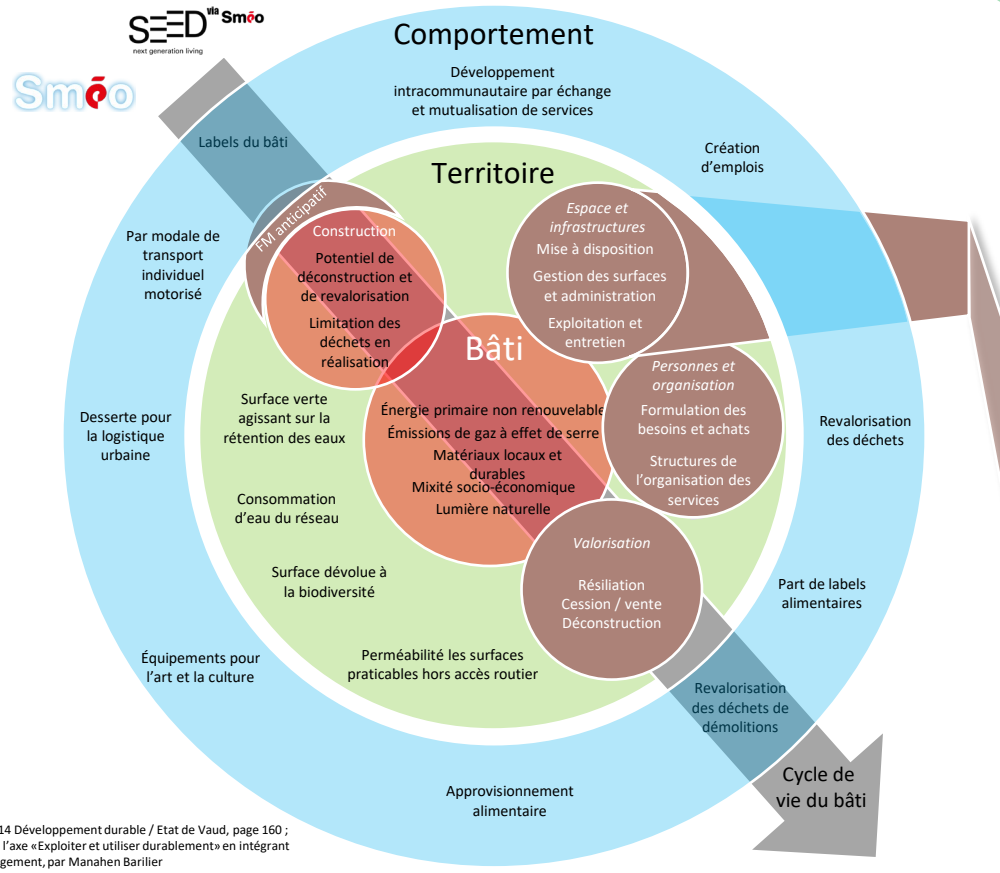 SEED via Sméo
next generation living
Sméo
Comportement
Développement
intracommunautaire par échange
et mutualisation de services
Labels du bâti
Création
d'emplois
Territoire
FM anticipatif
Construction
Potentiel de
déconstruction et
de revalorisation
Limitation des
déchets en
réalisation
Espace et
infrastructures
Mise à disposition
Gestion des surfaces
et administration
Exploitation et
entretien
Par modale de
transport
individuel
motorisé
Bâti
Énergie primaire non renouvelable
Émissions de gaz à effet de serre
Matériaux locaux et
durables
Mixité socio-économique
Lumière naturelle
Personnes et
organisation
Formulation des
besoins et achats
Structures de
l'organisation des
services
Surface verte
agissant sur la
rétention des eaux
Desserte pour
la logistique
urbaine
Revalorisation
des déchets
Consommation
d'eau du réseau
Valorisation
Résiliation
Cession / vente
Déconstruction
Surface dévolue à
la biodiversité
Part de labels
alimentaires
Équipements pour
l'art et la culture
Perméabilité les surfaces
praticables hors accès routier
Revalorisation
des déchets de
démolitions
Approvisionnement
alimentaire
Cycle de
vie du bâti
14 Développement durable / Etat de Vaud, page 160 ;
l'axe «Exploiter et utiliser durablement» en intégrant
gement, par Manahen Barilier